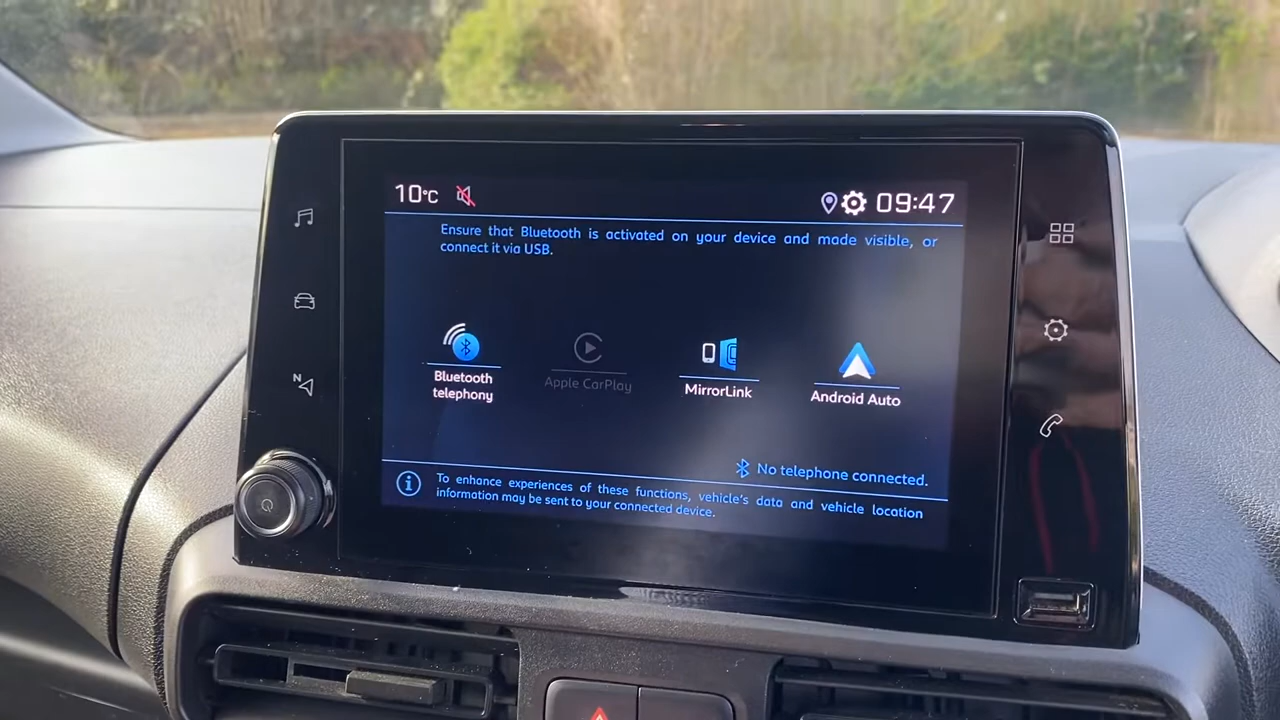 10°C 09:47
Ensure that Bluetooth is activated on your device and made visible, or
connect it via USB.
Bluetooth
telephony
Apple CarPlay
MirrorLink
Android Auto
No telephone connected.
To enhance experiences of these functions, vehicle's data and vehicle location
information may be sent to your connected device.
N